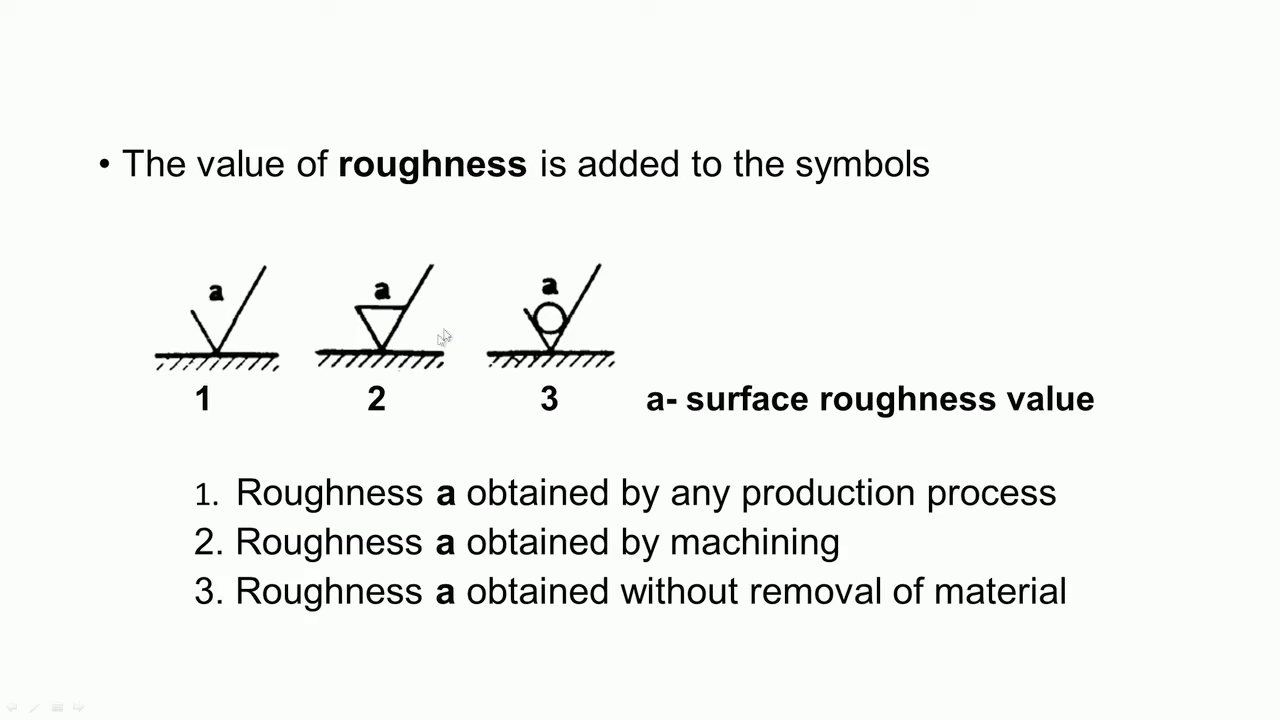 • The value of roughness is added to the symbols
a a a
1 2 3 a- surface roughness value
1. Roughness a obtained by any production process
2. Roughness a obtained by machining
3. Roughness a obtained without removal of material